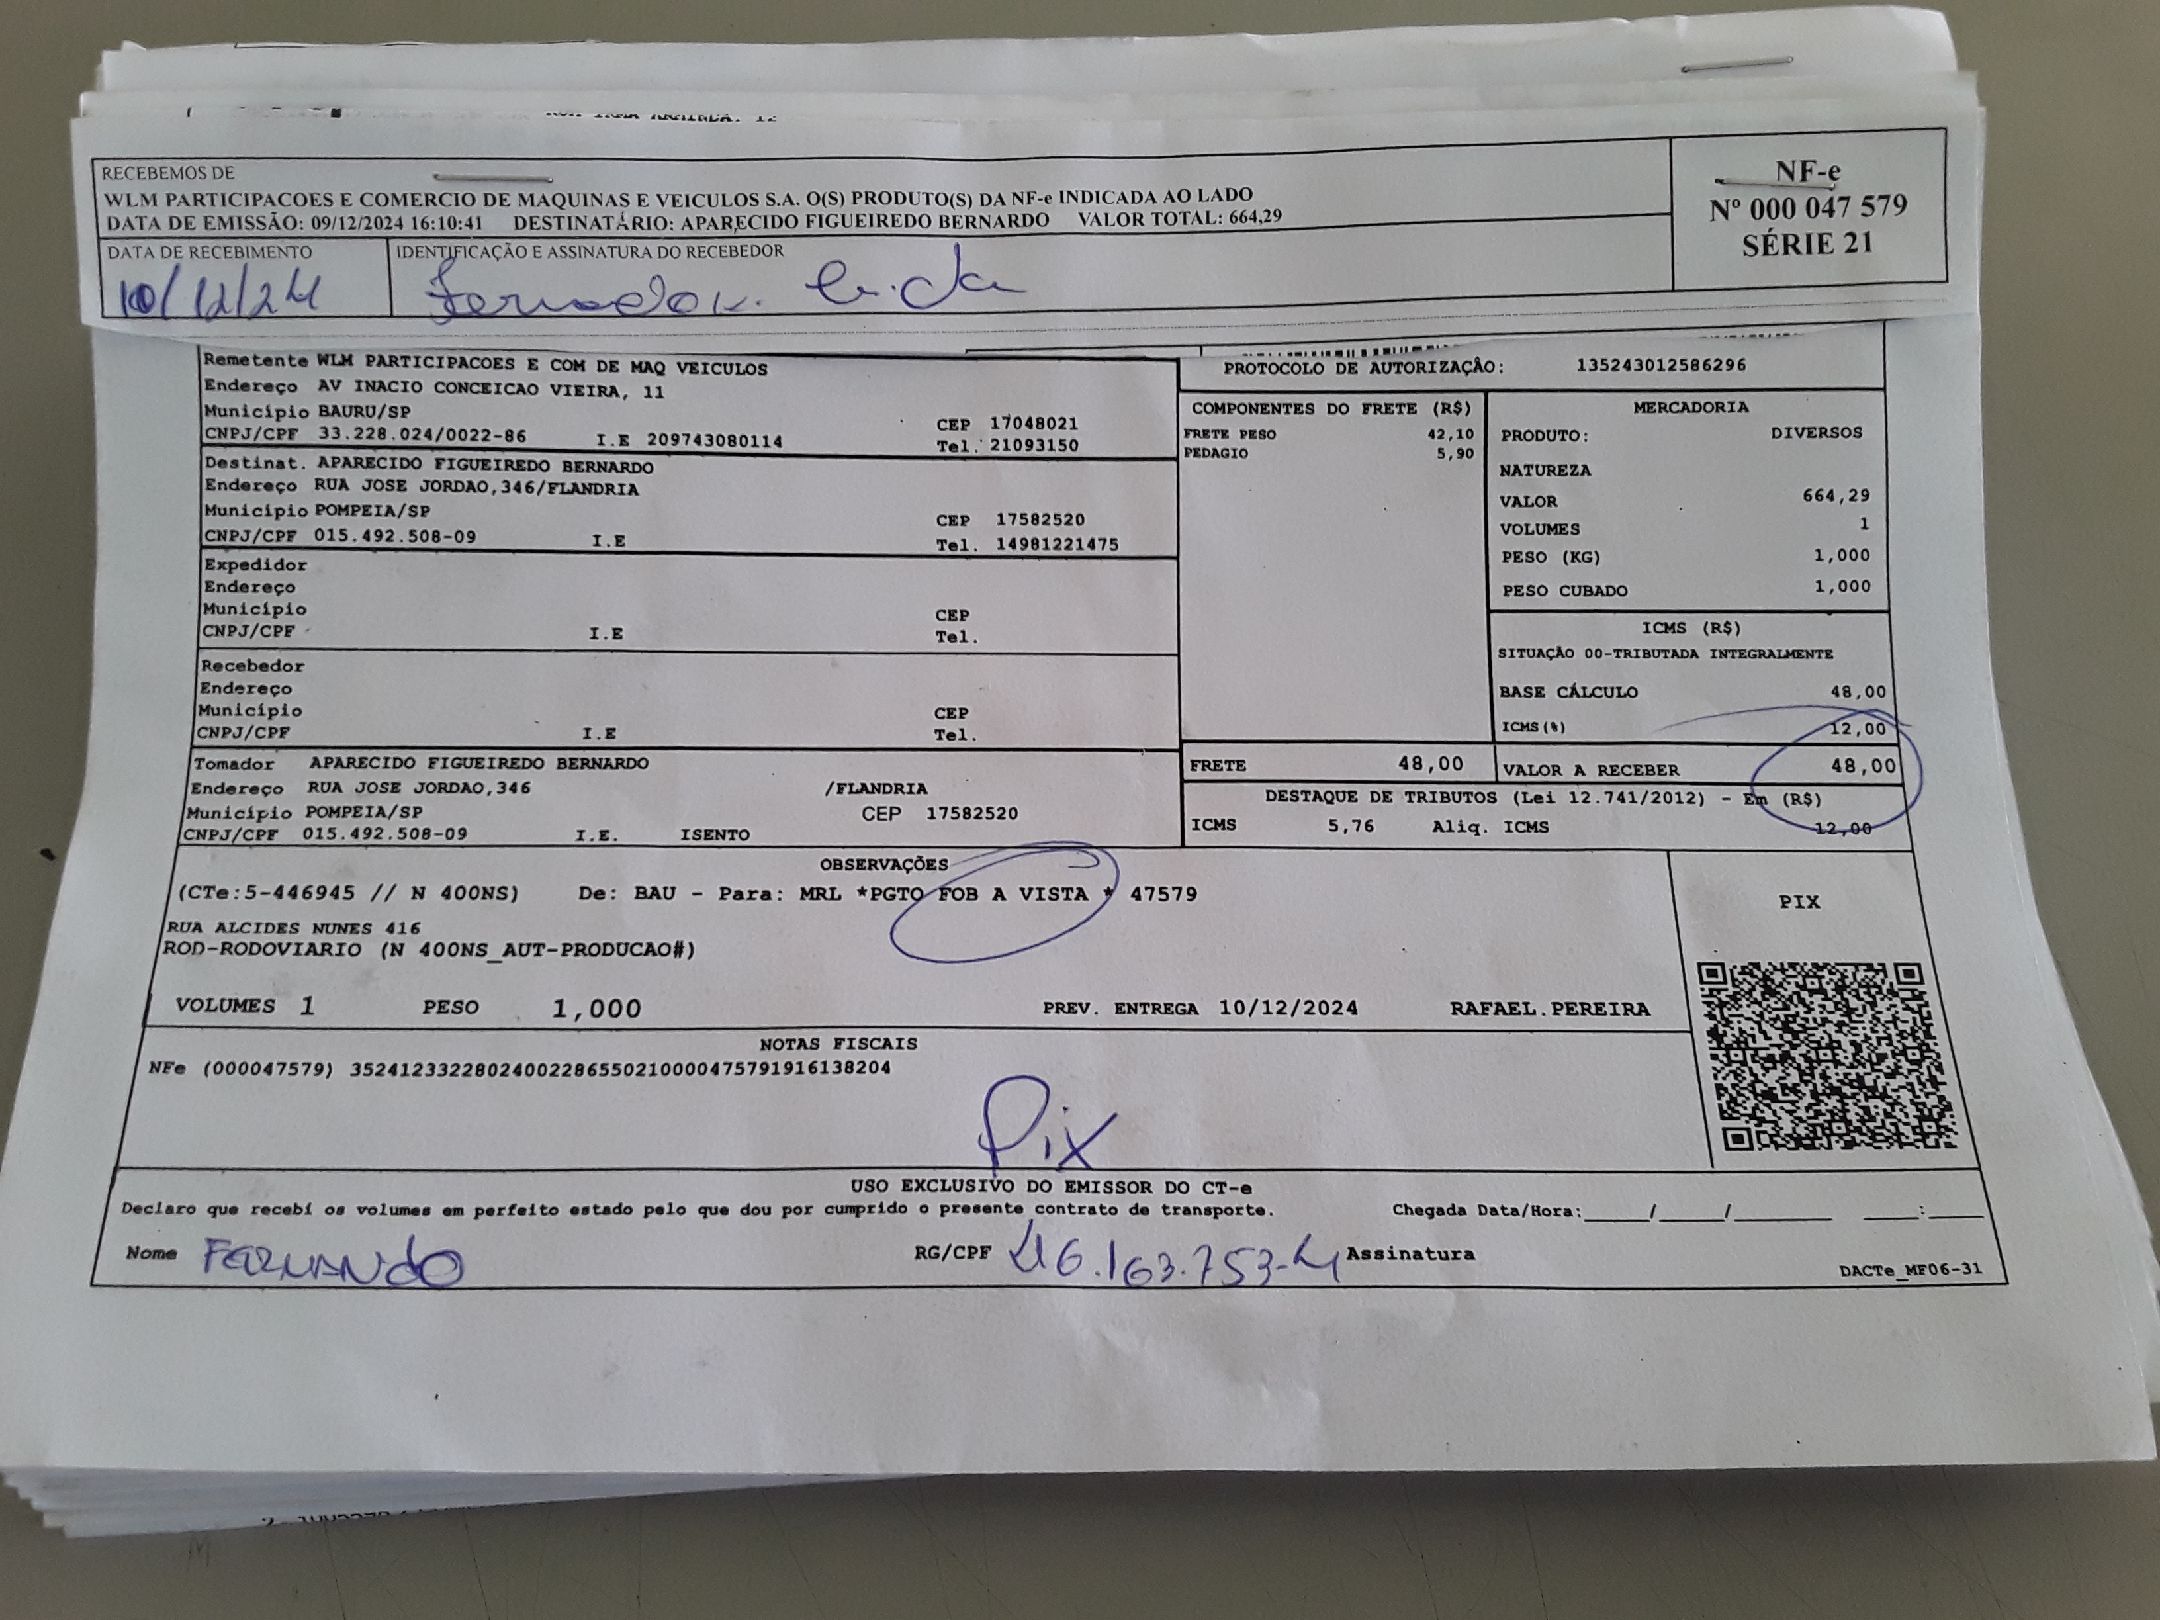 RECEBEMOS DE
WLM PARTICIPACOES E COMERCIO DE MAQUINAS E VEICULOS S.A. O(S) PRODUTO(S) DA NF-e INDICADA AO LADO
DATA DE EMISSÃO: 09/12/2024 16:10:41 DESTINATÁRIO: APARECIDO FIGUEIREDO BERNARDO VALOR TOTAL: 664,29
NF-e
Nº 000 047 579
SÉRIE 21
DATA DE RECEBIMENTO IDENTIFICAÇÃO E ASSINATURA DO RECEBEDOR
10/12/24
Remetente WLM PARTICIPACOES E COM DE MAQ VEICULOS
Endereço AV INACIO CONCEICAO VIEIRA, 11
Município BAURU/SP CEP 17048021
CNPJ/CPF 33.228.024/0022-86 I.E 209743080114 Tel. 21093150
Destinat. APARECIDO FIGUEIREDO BERNARDO
Endereço RUA JOSE JORDAO,346/FLANDRIA
Município POMPEIA/SP CEP 17582520
CNPJ/CPF 015.492.508-09 I.E Tel. 14981221475
Expedidor
Endereço
Município CEP
CNPJ/CPF I.E Tel.
Recebedor
Endereço
Município CEP
CNPJ/CPF I.E Tel.
Tomador APARECIDO FIGUEIREDO BERNARDO
Endereço RUA JOSE JORDAO,346 /FLANDRIA
Município POMPEIA/SP CEP 17582520
CNPJ/CPF 015.492.508-09 I.E. ISENTO
PROTOCOLO DE AUTORIZAÇÂO: 135243012586296
COMPONENTES DO FRETE (R$)
FRETE PESO 42,10
PEDAGIO 5,90
MERCADORIA
PRODUTO: DIVERSOS
NATUREZA
VALOR 664,29
VOLUMES 1
PESO (KG) 1,000
PESO CUBADO 1,000
ICMS (R$)
SITUAÇÃO 00-TRIBUTADA INTEGRALMENTE
BASE CÁLCULO 48,00
ICMS(%) 12,00
FRETE 48,00 VALOR A RECEBER 48,00
DESTAQUE DE TRIBUTOS (Lei 12.741/2012) - Em (R$)
ICMS 5,76 Aliq. ICMS 12,00
OBSERVAÇÕES
(CTe:5-446945 // N 400NS) De: BAU - Para: MRL *PGTO FOB A VISTA * 47579
RUA ALCIDES NUNES 416
ROD-RODOVIARIO (N 400NS_AUT-PRODUCAO#)
VOLUMES 1 PESO 1,000 PREV. ENTREGA 10/12/2024 RAFAEL.PEREIRA
PIX
NOTAS FISCAIS
NFe (000047579) 35241233228024002286550210000475791916138204
Pix
USO EXCLUSIVO DO EMISSOR DO CT-e
Declaro que recebi os volumes em perfeito estado pelo que dou por cumprido o presente contrato de transporte. Chegada Data/Hora:____/____/____ ____:____
Nome FERNANDO RG/CPF 46.163.753-4 Assinatura
DACTe_MF06-31